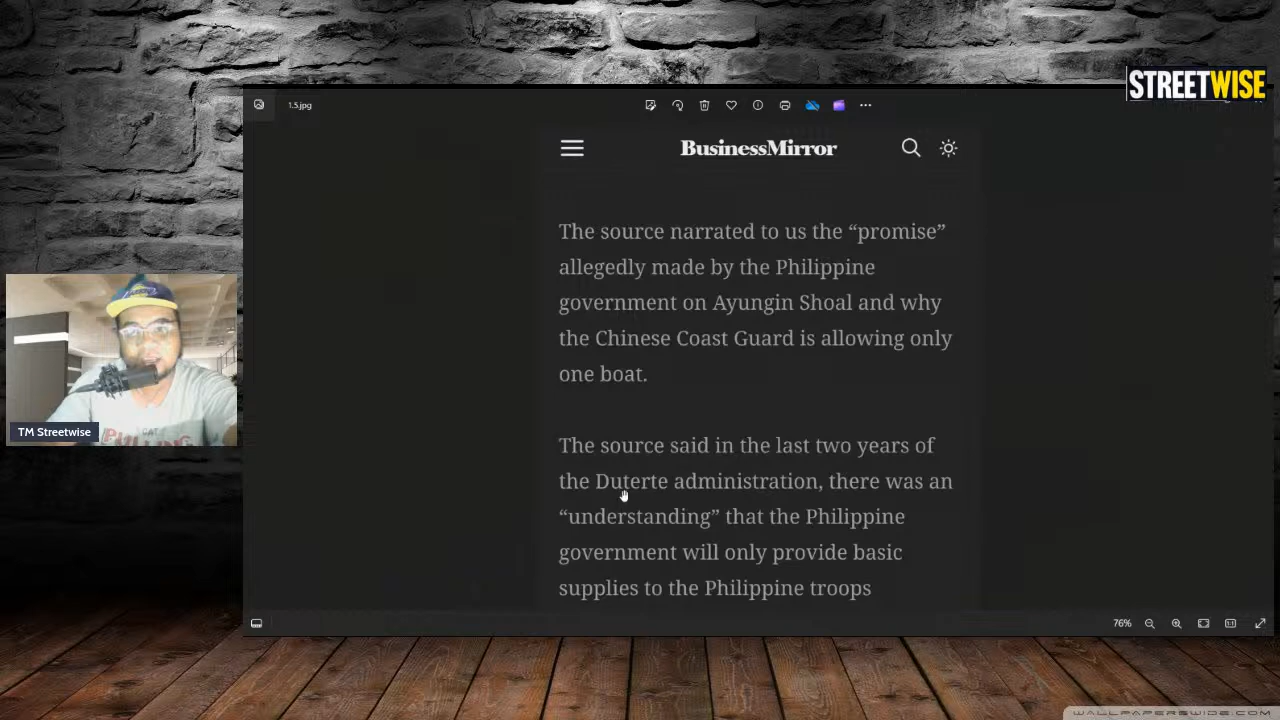 STREETWISE
1.5.jpg
BusinessMirror
The source narrated to us the “promise”
allegedly made by the Philippine
government on Ayungin Shoal and why
the Chinese Coast Guard is allowing only
one boat.
The source said in the last two years of
the Duterte administration, there was an
“understanding” that the Philippine
government will only provide basic
supplies to the Philippine troops
TM Streetwise
76%
WALLPAPERSWIDE.COM